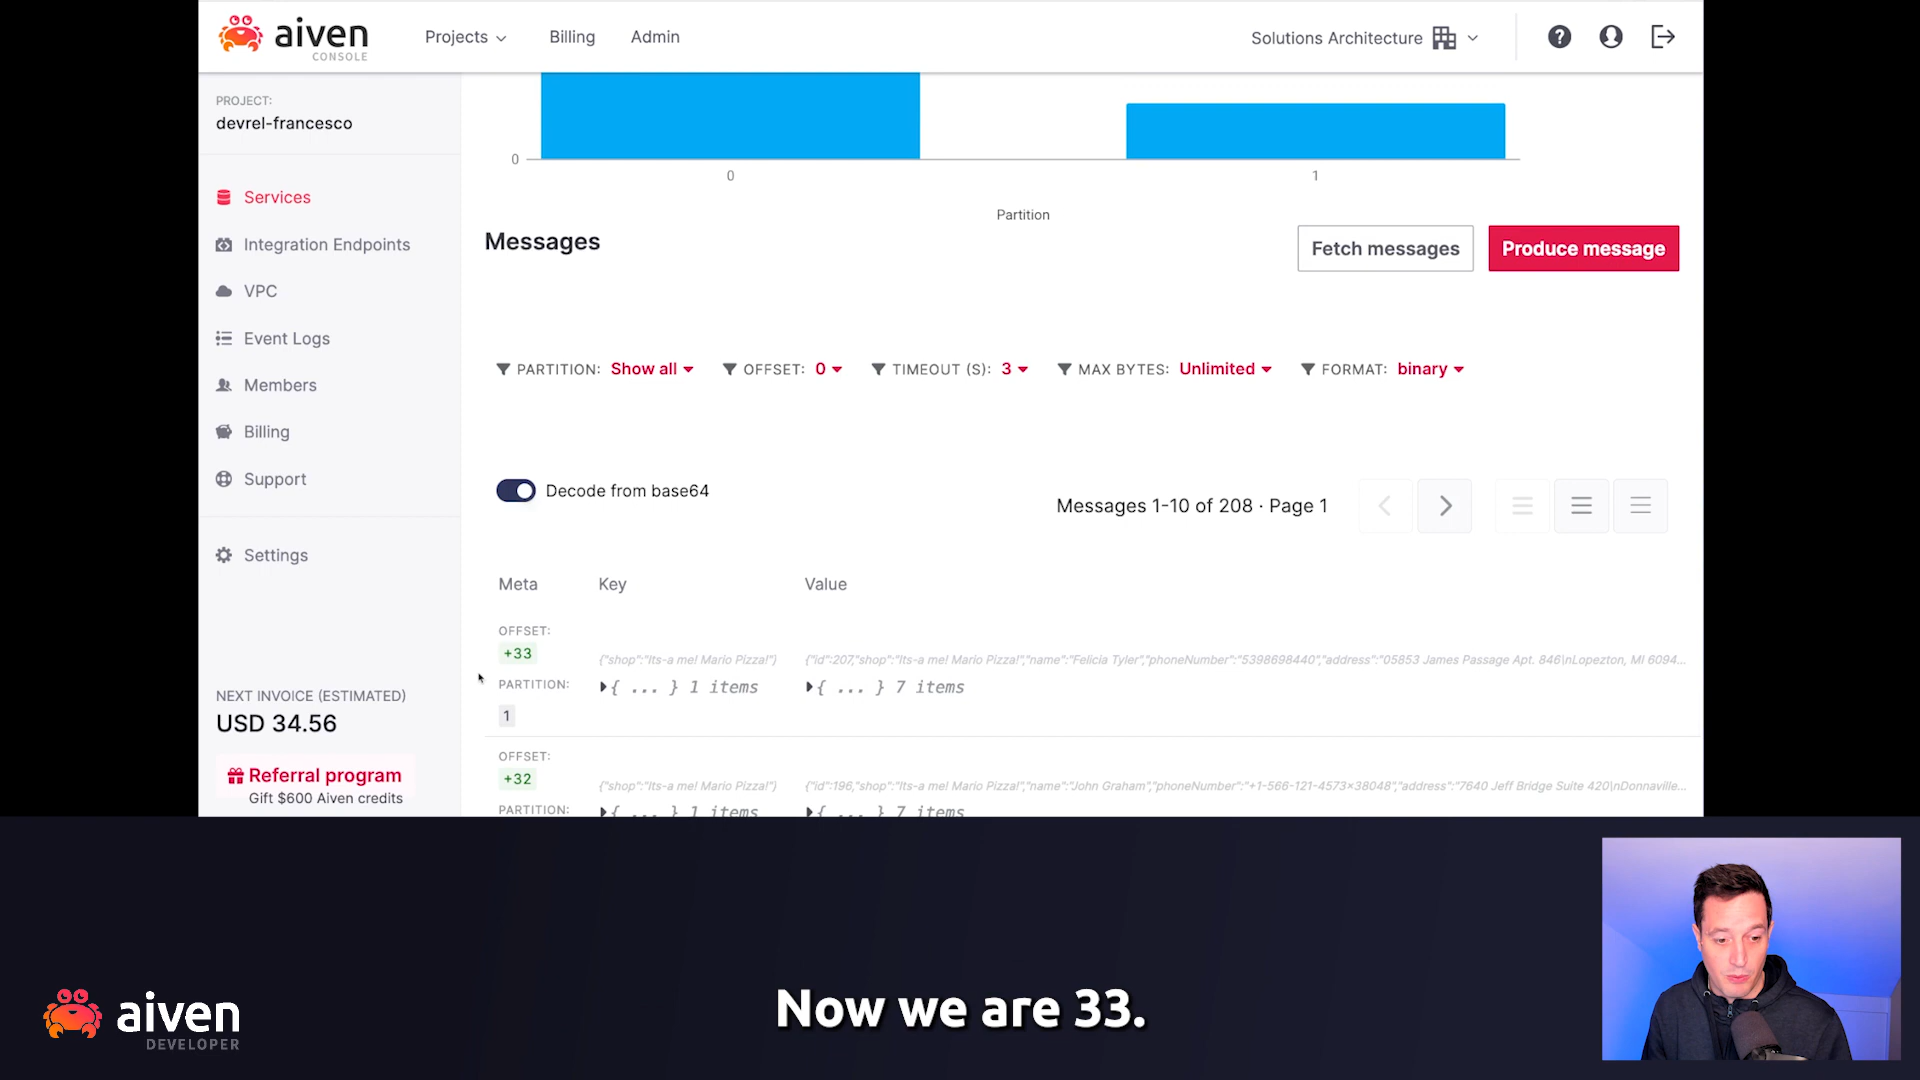 aiven
CONSOLE
Projects
Billing
Admin
Solutions Architecture
PROJECT:
devrel-francesco
Services
Integration Endpoints
VPC
Event Logs
Members
Billing
Support
Settings
NEXT INVOICE (ESTIMATED)
USD 34.56
Referral program
Gift $600 Aiven credits
0
0
1
Partition
Messages
Fetch messages
Produce message
PARTITION: Show all
OFFSET: 0
TIMEOUT (S): 3
MAX BYTES: Unlimited
FORMAT: binary
Decode from base64
Messages 1-10 of 208 · Page 1
Meta
Key
Value
OFFSET:
+33
{"shop":"Its-a me! Mario Pizza!"}
{"id":207,"shop":"Its-a me! Mario Pizza!","name":"Felicia Tyler","phoneNumber":"5398698440","address":"05853 James Passage Apt. 846\nLopezton, MI 6094...
PARTITION:
{ ... } 1 items
{ ... } 7 items
1
OFFSET:
+32
{"shop":"Its-a me! Mario Pizza!"}
{"id":196,"shop":"Its-a me! Mario Pizza!","name":"John Graham","phoneNumber":"+1-566-121-4573x38048","address":"7640 Jeff Bridge Suite 420\nDonnaville...
PARTITION:
{ ... } 1 items
{ ... } 7 items
aiven
DEVELOPER
Now we are 33.